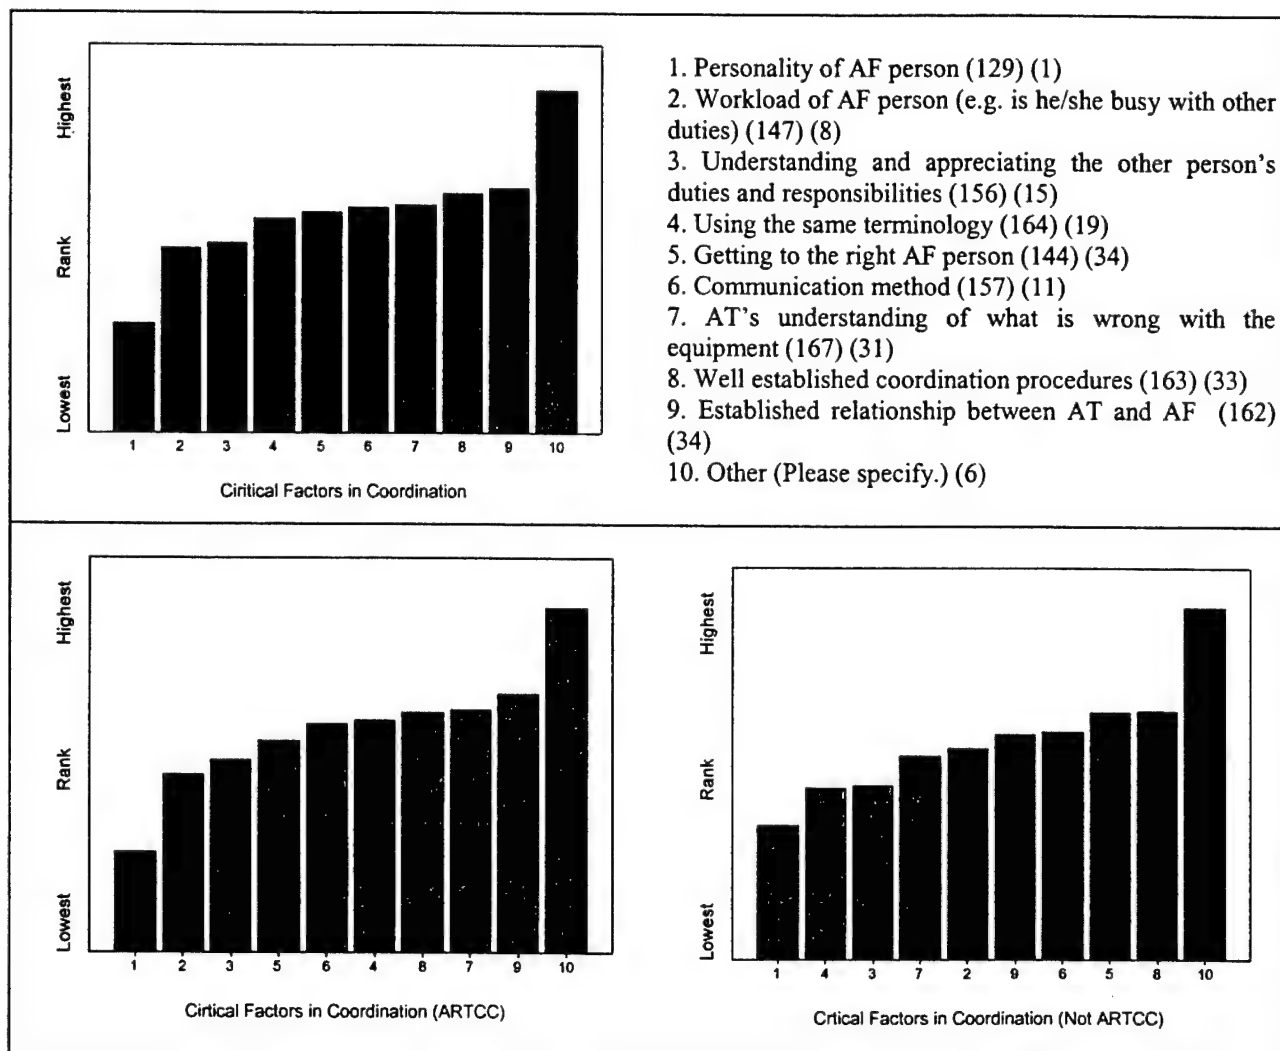 Highest
Rank
Lowest
1 2 3 4 5 6 7 8 9 10
Ciritical Factors in Coordination
1. Personality of AF person (129) (1)
2. Workload of AF person (e.g. is he/she busy with other
duties) (147) (8)
3. Understanding and appreciating the other person's
duties and responsibilities (156) (15)
4. Using the same terminology (164) (19)
5. Getting to the right AF person (144) (34)
6. Communication method (157) (11)
7. AT's understanding of what is wrong with the
equipment (167) (31)
8. Well established coordination procedures (163) (33)
9. Established relationship between AT and AF (162)
(34)
10. Other (Please specify.) (6)
Highest
Rank
Lowest
1 2 3 5 6 4 8 7 9 10
Cirtical Factors in Coordination (ARTCC)
Highest
Rank
Lowest
1 4 3 7 2 9 6 5 8 10
Crtical Factors in Coordination (Not ARTCC)